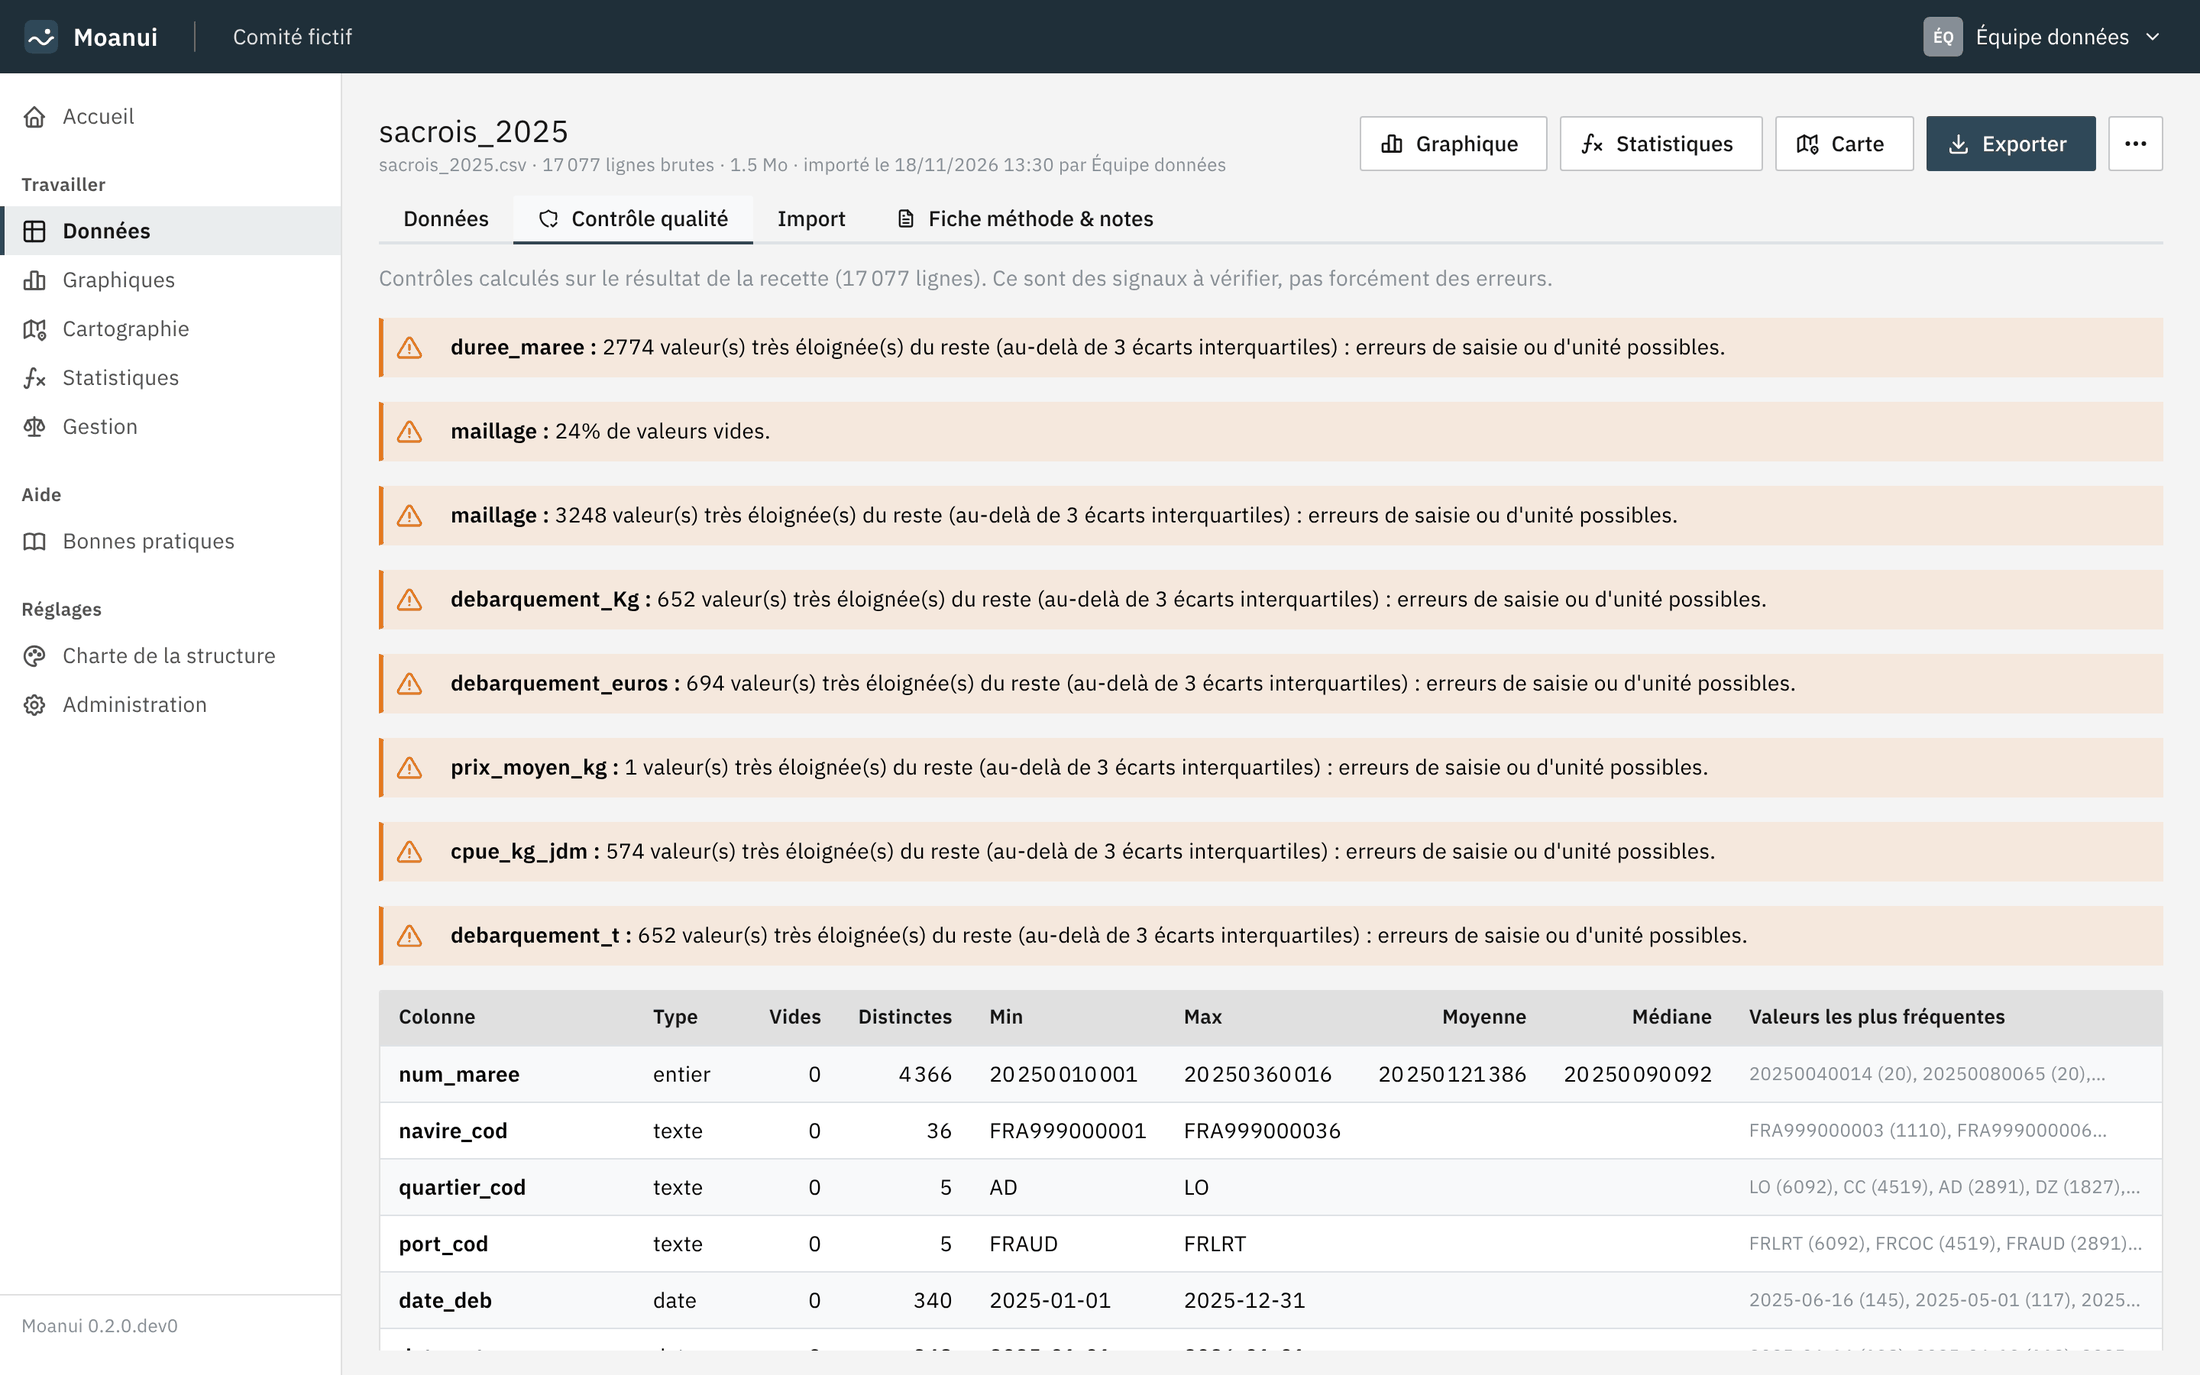 Moanui
Comité fictif
ÉQ
Équipe données
Accueil
Travailler
Données
Graphiques
Cartographie
Statistiques
Gestion
Aide
Bonnes pratiques
Réglages
Charte de la structure
Administration
Moanui 0.2.0.dev0
sacrois_2025
sacrois_2025.csv · 17 077 lignes brutes · 1.5 Mo · importé le 18/11/2026 13:30 par Équipe données
Graphique
Statistiques
Carte
Exporter
Données
Contrôle qualité
Import
Fiche méthode & notes
Contrôles calculés sur le résultat de la recette (17 077 lignes). Ce sont des signaux à vérifier, pas forcément des erreurs.
duree_maree : 2774 valeur(s) très éloignée(s) du reste (au-delà de 3 écarts interquartiles) : erreurs de saisie ou d'unité possibles.
maillage : 24% de valeurs vides.
maillage : 3248 valeur(s) très éloignée(s) du reste (au-delà de 3 écarts interquartiles) : erreurs de saisie ou d'unité possibles.
debarquement_Kg : 652 valeur(s) très éloignée(s) du reste (au-delà de 3 écarts interquartiles) : erreurs de saisie ou d'unité possibles.
debarquement_euros : 694 valeur(s) très éloignée(s) du reste (au-delà de 3 écarts interquartiles) : erreurs de saisie ou d'unité possibles.
prix_moyen_kg : 1 valeur(s) très éloignée(s) du reste (au-delà de 3 écarts interquartiles) : erreurs de saisie ou d'unité possibles.
cpue_kg_jdm : 574 valeur(s) très éloignée(s) du reste (au-delà de 3 écarts interquartiles) : erreurs de saisie ou d'unité possibles.
debarquement_t : 652 valeur(s) très éloignée(s) du reste (au-delà de 3 écarts interquartiles) : erreurs de saisie ou d'unité possibles.
Colonne Type Vides Distinctes Min Max Moyenne Médiane Valeurs les plus fréquentes
num_maree entier 0 4 366 20 250 010 001 20 250 360 016 20 250 121 386 20 250 090 092 20250040014 (20), 20250080065 (20),...
navire_cod texte 0 36 FRA999000001 FRA999000036 FRA999000003 (1110), FRA999000006...
quartier_cod texte 0 5 AD LO LO (6092), CC (4519), AD (2891), DZ (1827),...
port_cod texte 0 5 FRAUD FRLRT FRLRT (6092), FRCOC (4519), FRAUD (2891)...
date_deb date 0 340 2025-01-01 2025-12-31 2025-06-16 (145), 2025-05-01 (117), 2025...